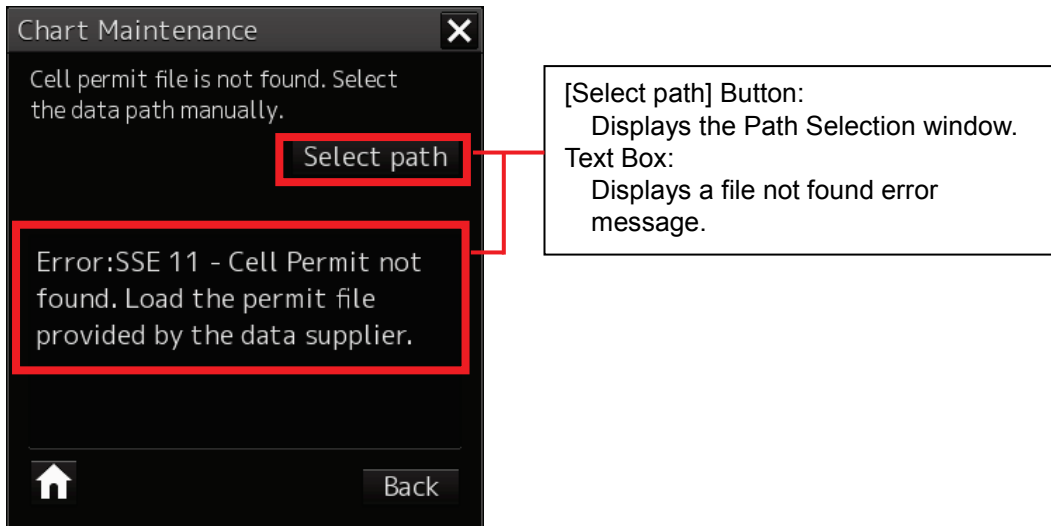 Chart Maintenance
Cell permit file is not found. Select
the data path manually.
Select path
Error:SSE 11 - Cell Permit not
found. Load the permit file
provided by the data supplier.
Back
[Select path] Button:
Displays the Path Selection window.
Text Box:
Displays a file not found error
message.